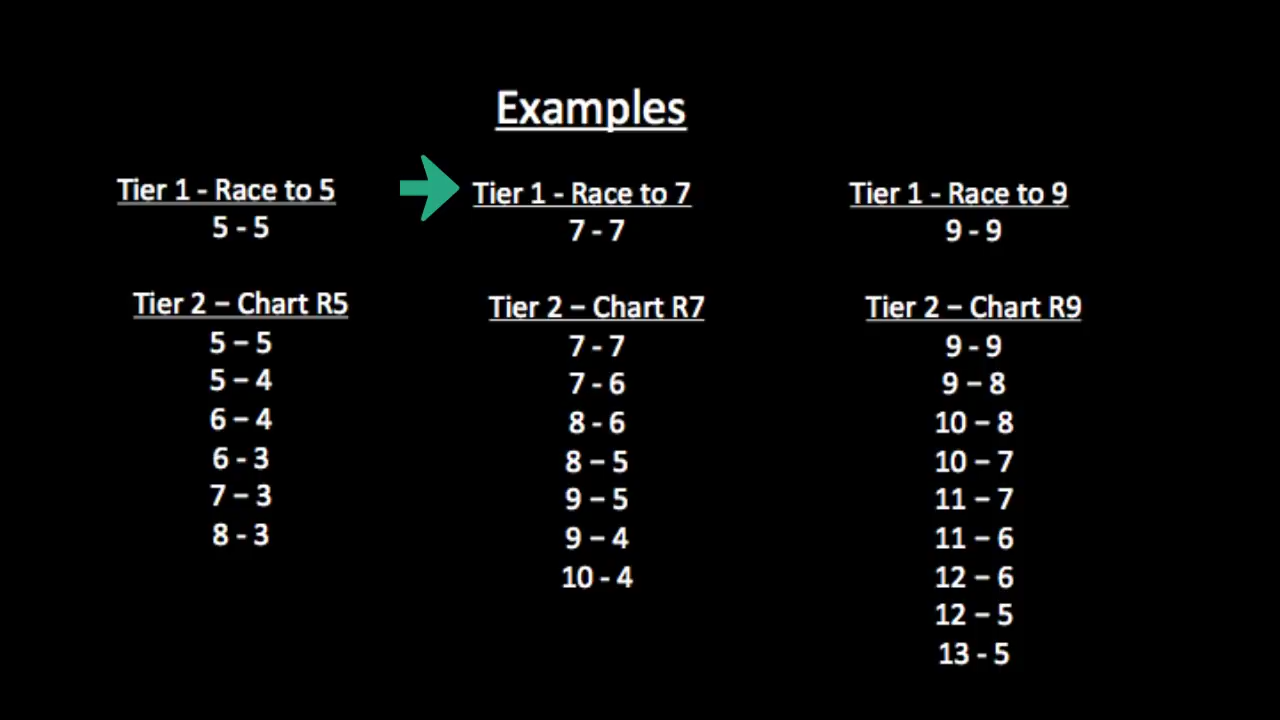 Examples
Tier 1 - Race to 5
5 - 5
Tier 2 – Chart R5
5 – 5
5 – 4
6 – 4
6 - 3
7 – 3
8 - 3
Tier 1 - Race to 7
7 - 7
Tier 2 – Chart R7
7 - 7
7 - 6
8 - 6
8 – 5
9 – 5
9 – 4
10 - 4
Tier 1 - Race to 9
9 - 9
Tier 2 – Chart R9
9 - 9
9 – 8
10 – 8
10 – 7
11 – 7
11 – 6
12 – 6
12 – 5
13 - 5